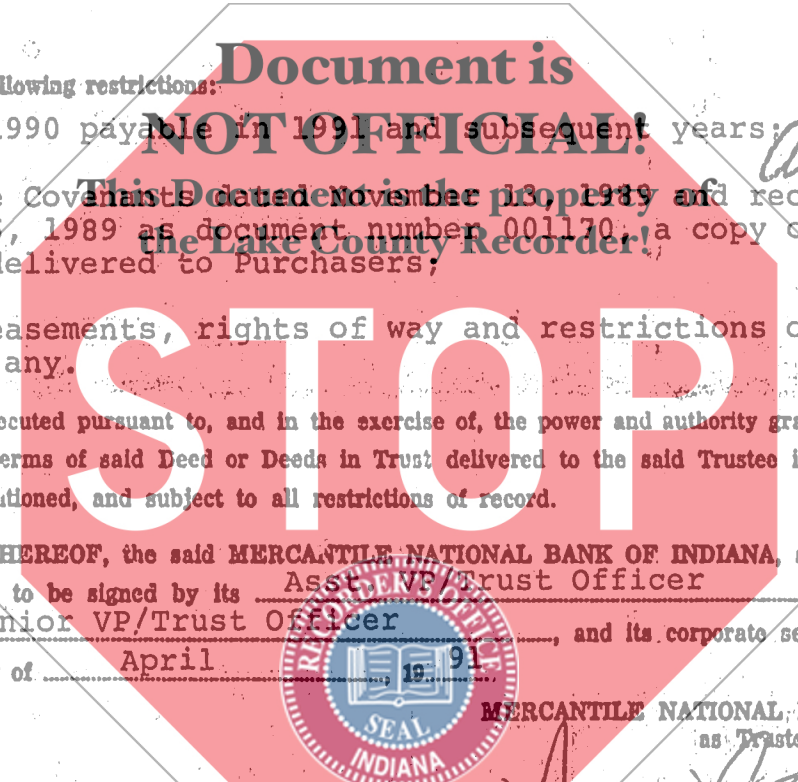 Document is
llowing restrictions:
NOT OFFICIAL!
1990 payable in 1991 and subsequent years;
This Document is the property of
e Covenants dated November 13, 1989 and rec
, 1989 as document number 001170, a copy o
the Lake County Recorder!
delivered to Purchasers;
easements, rights of way and restrictions o
any.
STOP
ecuted pursuant to, and in the exercise of, the power and authority gra
erms of said Deed or Deeds in Trust delivered to the said Trustee i
ntioned, and subject to all restrictions of record.
HEREOF, the said MERCANTILE NATIONAL BANK OF INDIANA, a
to be signed by its Asst. VP/Trust Officer
nior VP/Trust Officer, and its corporate se
of April, 19 91.
RECORDER'S OFFICE
SEAL
INDIANA
MERCANTILE NATIONAL
as Truste